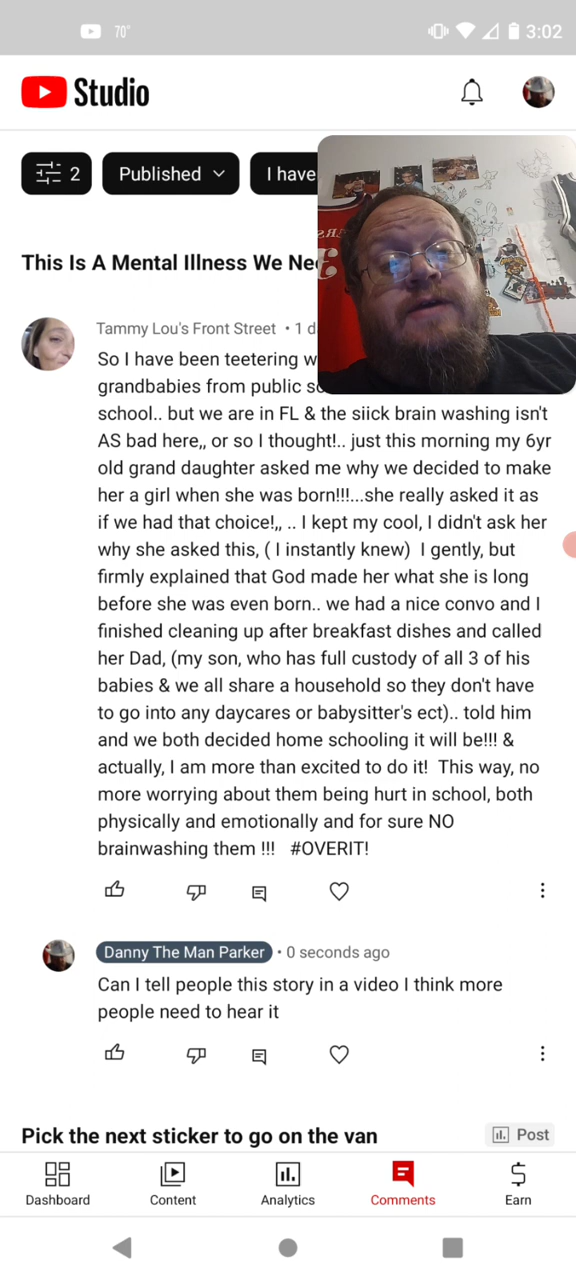 70°
3:02
Studio
2
Published
I have
This Is A Mental Illness We Ne
Tammy Lou's Front Street • 1 d
So I have been teetering w
grandbabies from public s
school.. but we are in FL & the siick brain washing isn't
AS bad here,, or so I thought!.. just this morning my 6yr
old grand daughter asked me why we decided to make
her a girl when she was born!!!...she really asked it as
if we had that choice!,, .. I kept my cool, I didn't ask her
why she asked this, ( I instantly knew)  I gently, but
firmly explained that God made her what she is long
before she was even born.. we had a nice convo and I
finished cleaning up after breakfast dishes and called
her Dad, (my son, who has full custody of all 3 of his
babies & we all share a household so they don't have
to go into any daycares or babysitter's ect).. told him
and we both decided home schooling it will be!!! &
actually, I am more than excited to do it!  This way, no
more worrying about them being hurt in school, both
physically and emotionally and for sure NO
brainwashing them !!!   #OVERIT!
Danny The Man Parker • 0 seconds ago
Can I tell people this story in a video I think more
people need to hear it
Pick the next sticker to go on the van
Post
Dashboard
Content
Analytics
Comments
Earn